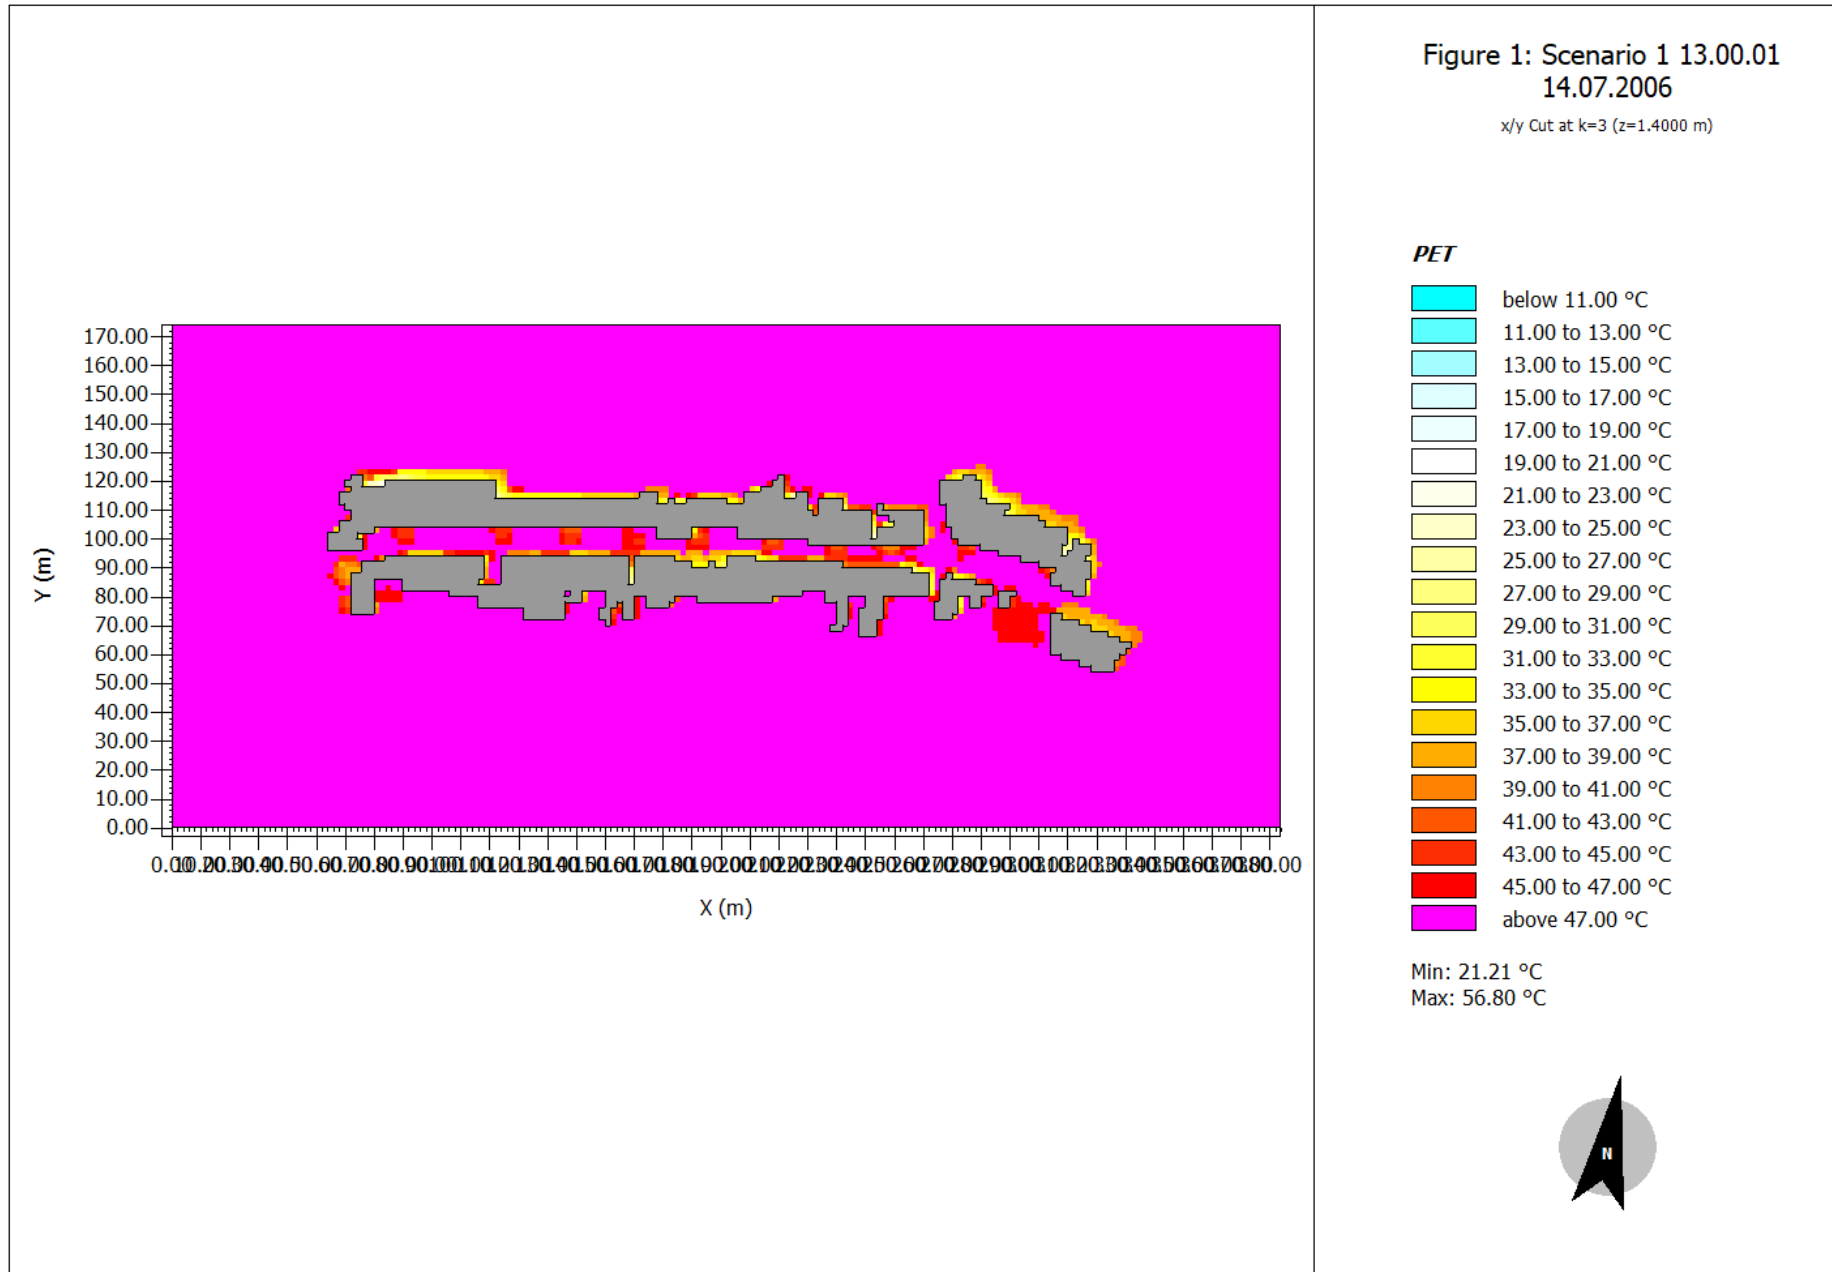 Figure 1: Scenario 1 13.00.01
14.07.2006
x/y Cut at k=3 (z=1.4000 m)
PET
below 11.00 °C
11.00 to 13.00 °C
13.00 to 15.00 °C
15.00 to 17.00 °C
17.00 to 19.00 °C
19.00 to 21.00 °C
21.00 to 23.00 °C
23.00 to 25.00 °C
25.00 to 27.00 °C
27.00 to 29.00 °C
29.00 to 31.00 °C
31.00 to 33.00 °C
33.00 to 35.00 °C
35.00 to 37.00 °C
37.00 to 39.00 °C
39.00 to 41.00 °C
41.00 to 43.00 °C
43.00 to 45.00 °C
45.00 to 47.00 °C
above 47.00 °C
Min: 21.21 °C
Max: 56.80 °C
N
170.00
160.00
150.00
140.00
130.00
120.00
110.00
100.00
90.00
80.00
70.00
60.00
50.00
40.00
30.00
20.00
10.00
0.00
Y (m)
X (m)